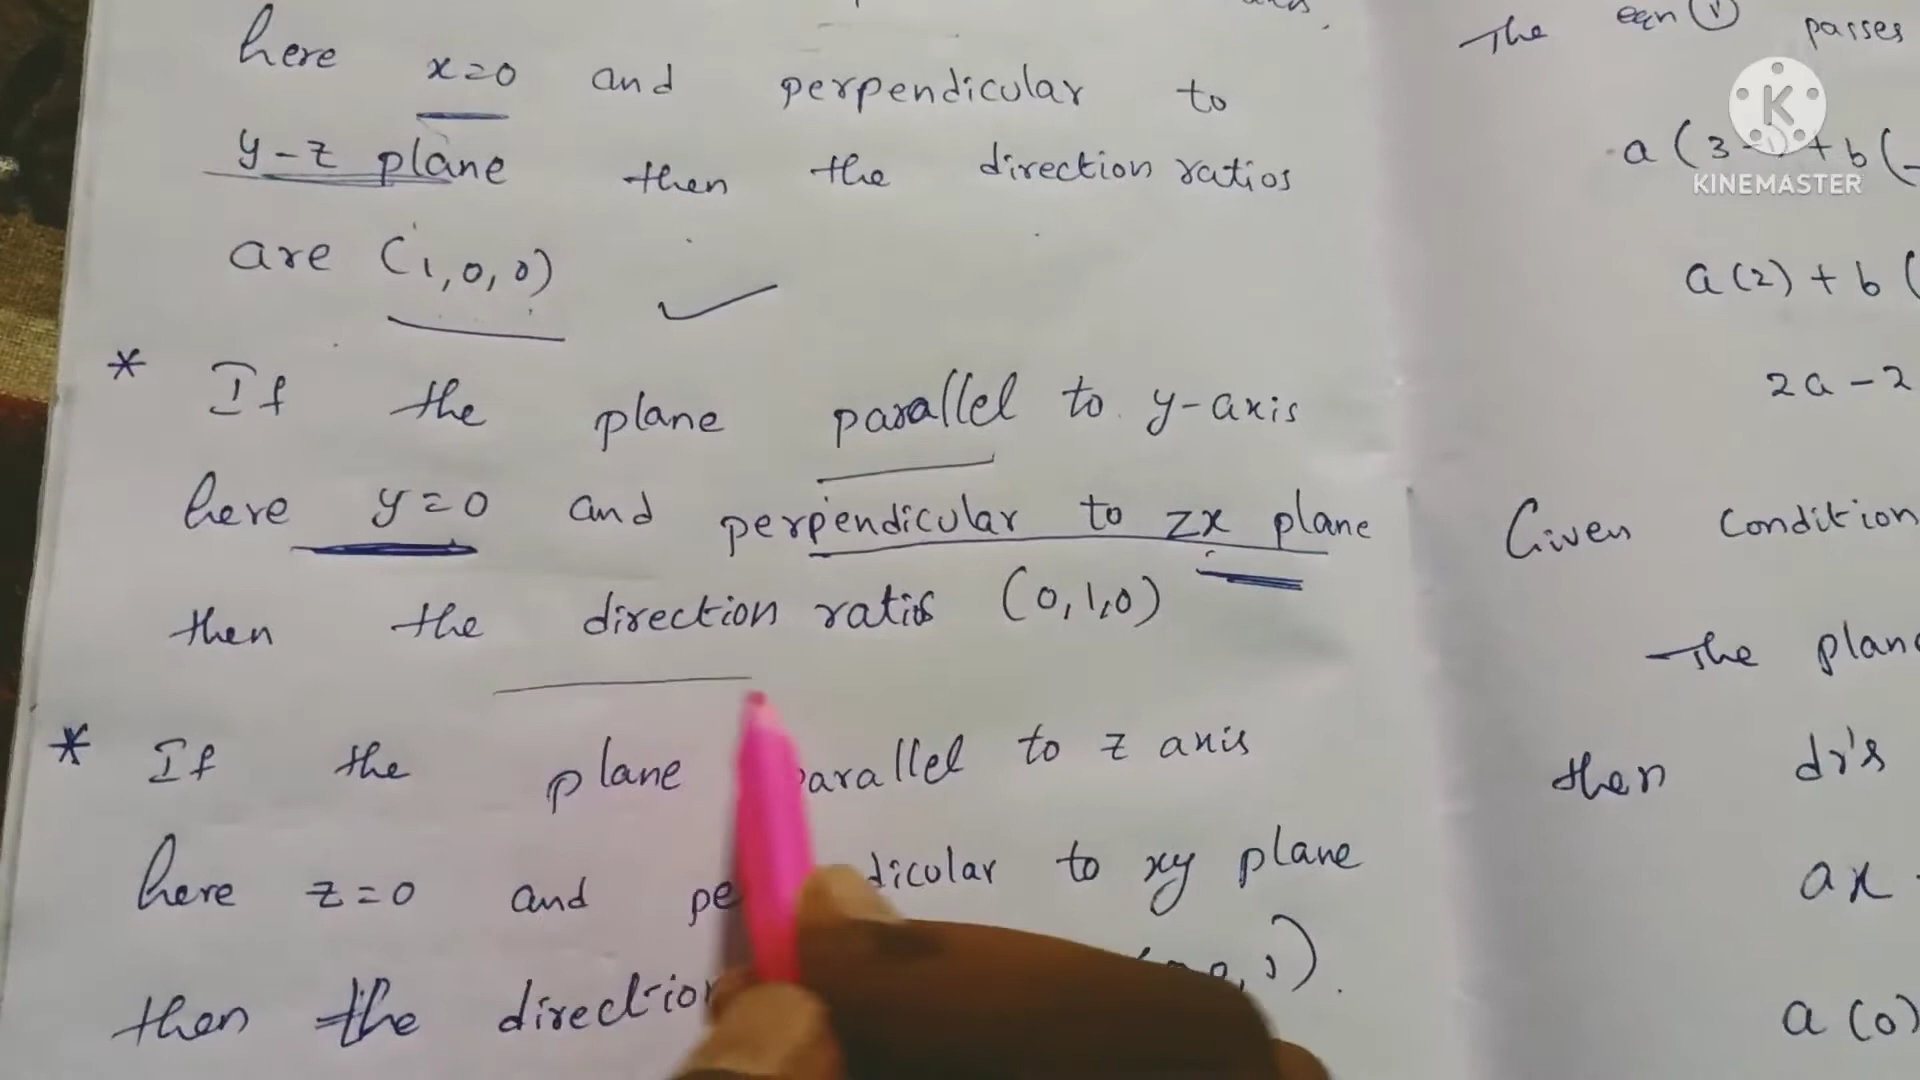 here x=0 and perpendicular to
y-z plane then the direction ratios
are (1,0,0)
* If the plane parallel to y-axis
here y=0 and perpendicular to zx plane
then the direction ratios (0,1,0)
* If the plane parallel to z axis
here z=0 and pe dicular to xy plane
then the direction
The eqn passes
a(3 + b(-
a(2) + b (
2a-2
Given Condition
The plane
then dr's
ax
a(0)
KINEMASTER